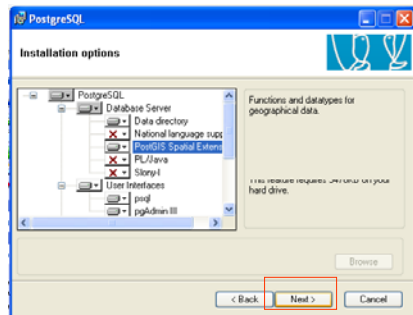 PostgreSQL
Installation options
PostgreSQL
Database Server
Data directory
National language supp
PostGIS Spatial Extens
PL/Java
Slony-I
User Interfaces
psql
pgAdmin III
Functions and datatypes for
geographical data.
hard drive.
Browse
< Back
Next >
Cancel